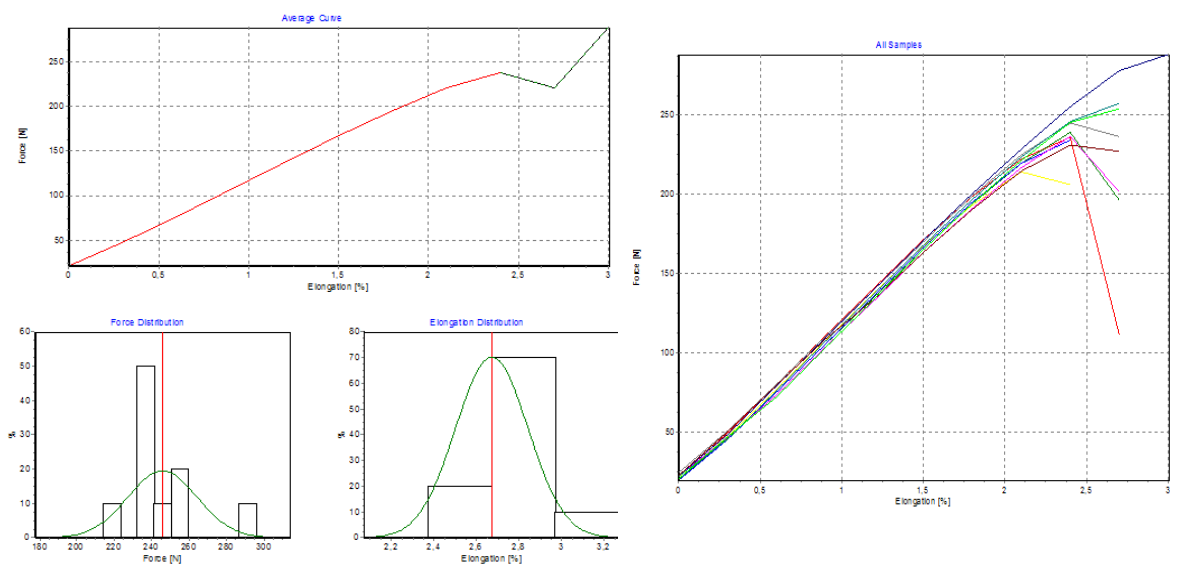 Average Curve
Force [N]
250
200
150
100
50
0 0,5 1 1,5 2 2,5 3
Elongation [%]
All Samples
Force [N]
250
200
150
100
50
0 0,5 1 1,5 2 2,5 3
Elongation [%]
Force Distribution
%
60
50
40
30
20
10
0
180 220 240 260 280 300
Force [N]
Elongation Distribution
%
80
70
60
50
40
30
20
10
0
2,2 2,4 2,6 2,8 3 3,2
Elongation [%]